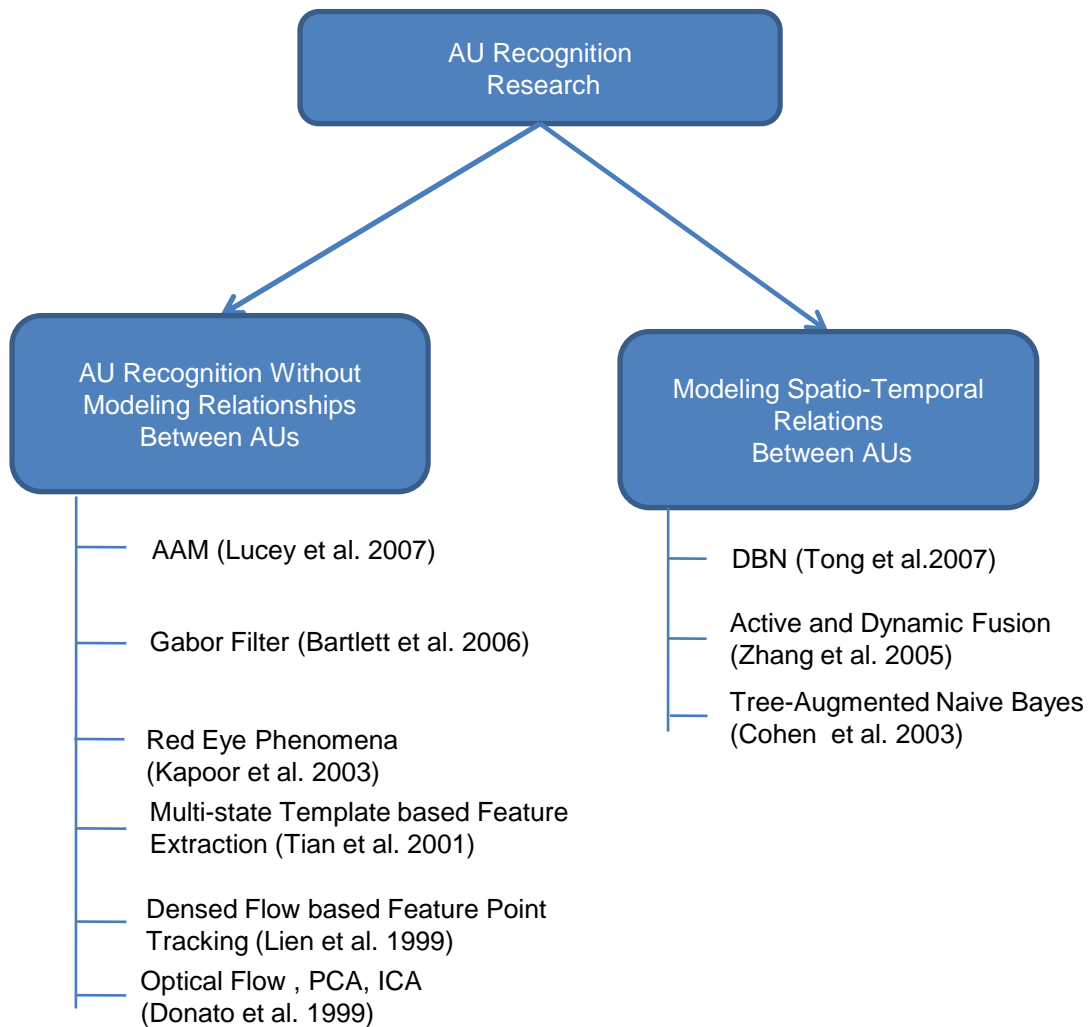 AU Recognition
Research
AU Recognition Without
Modeling Relationships
Between AUs
AAM (Lucey et al. 2007)
Gabor Filter (Bartlett et al. 2006)
Red Eye Phenomena
(Kapoor et al. 2003)
Multi-state Template based Feature
Extraction (Tian et al. 2001)
Densed Flow based Feature Point
Tracking (Lien et al. 1999)
Optical Flow , PCA, ICA
(Donato et al. 1999)
Modeling Spatio-Temporal
Relations
Between AUs
DBN (Tong et al.2007)
Active and Dynamic Fusion
(Zhang et al. 2005)
Tree-Augmented Naive Bayes
(Cohen  et al. 2003)